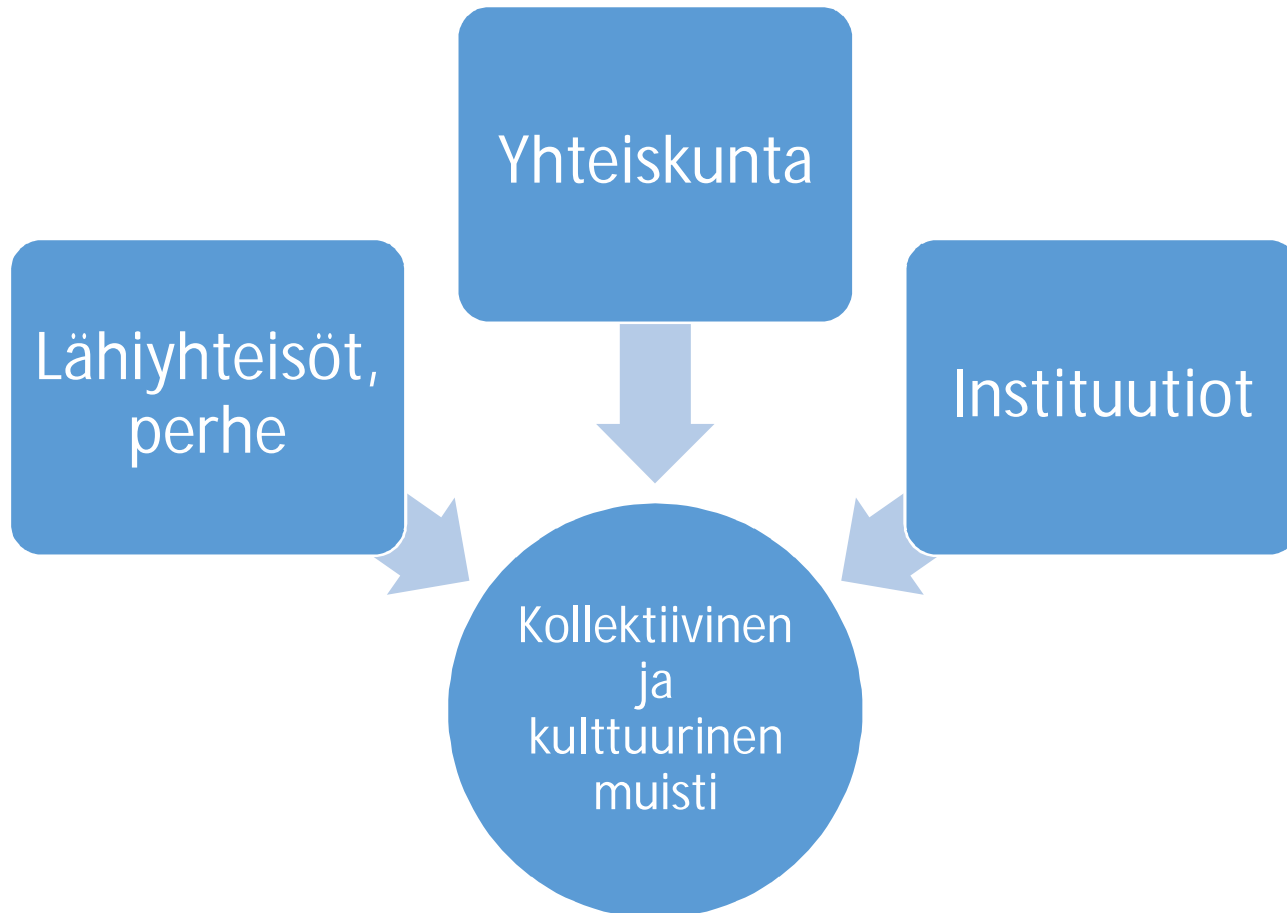 Yhteiskunta
Lähiyhteisöt,
perhe
Instituutiot
Kollektiivinen
ja
kulttuurinen
muisti